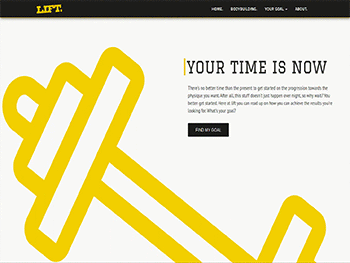 LIFT.
HOME. BODYBUILDING. YOUR GOAL ABOUT.
YOUR TIME IS NOW
There's no better time than the present to get started on the progression towards the
physique you want. After all, this stuff doesn't just happen over-night, so why wait? You
better get started. Here at lift you can read up on how you can achieve the results you're
looking for. What's your goal?
FIND MY GOAL